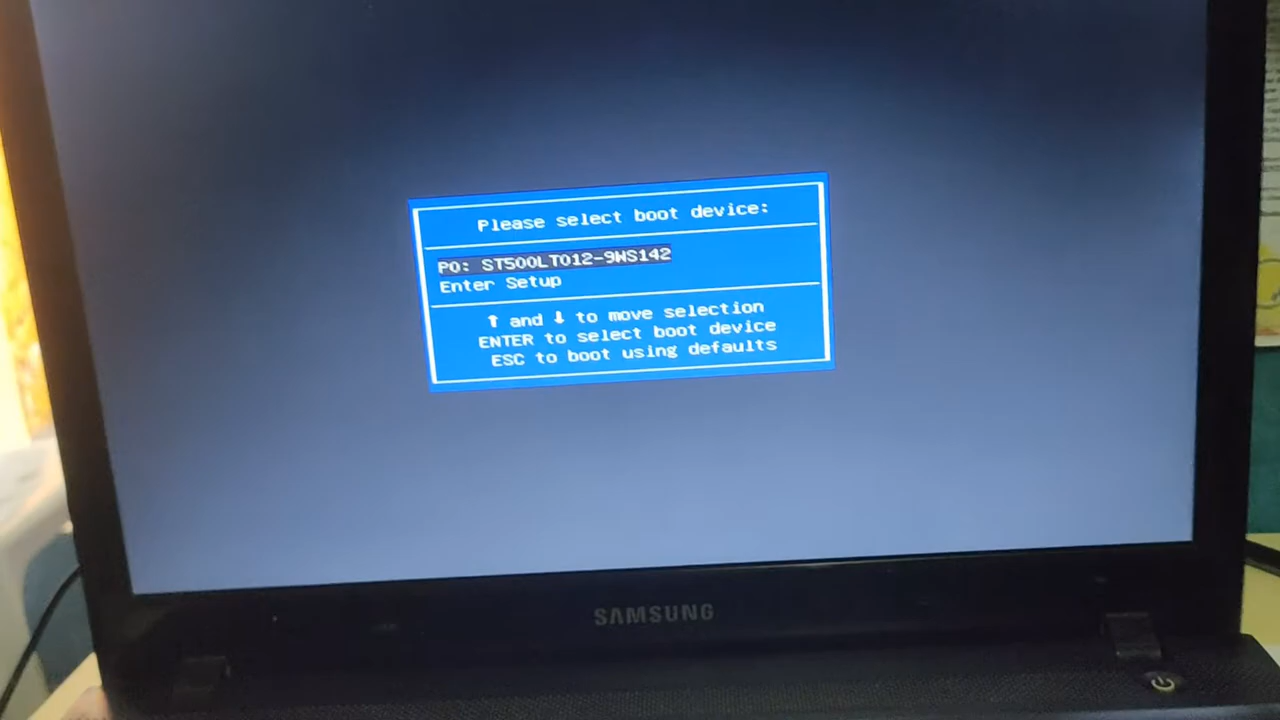 Please select boot device:
P0: ST500LT012-9WS142
Enter Setup
↑ and ↓ to move selection
ENTER to select boot device
ESC to boot using defaults
SAMSUNG